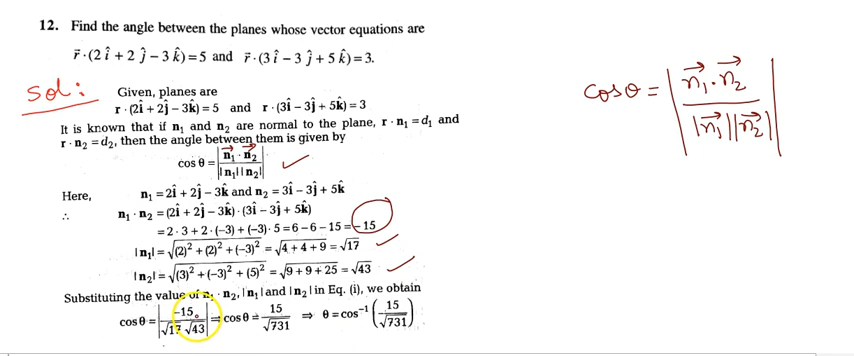 12. Find the angle between the planes whose vector equations are
r⃗·(2î + 2ĵ − 3k̂) = 5 and r⃗·(3î − 3ĵ + 5k̂) = 3.
Sol:
Given, planes are
r · (2î + 2ĵ − 3k̂) = 5 and r · (3î − 3ĵ + 5k̂) = 3
It is known that if n₁ and n₂ are normal to the plane, r · n₁ = d₁ and
r · n₂ = d₂, then the angle between them is given by
cos θ = |n⃗₁ · n⃗₂ / |n₁| |n₂||
Here, n₁ = 2î + 2ĵ − 3k̂ and n₂ = 3î − 3ĵ + 5k̂
∴ n₁ · n₂ = (2î + 2ĵ − 3k̂) · (3î − 3ĵ + 5k̂)
= 2 · 3 + 2 · (−3) + (−3) · 5 = 6 − 6 − 15 = −15
|n₁| = √(2)² + (2)² + (−3)² = √4 + 4 + 9 = √17
|n₂| = √(3)² + (−3)² + (5)² = √9 + 9 + 25 = √43
Substituting the value of n₁ · n₂, |n₁| and |n₂| in Eq. (i), we obtain
cos θ = |−15 / √17 √43| ⇒ cos θ = 15 / √731 ⇒ θ = cos⁻¹(15 / √731)
cosθ = |n⃗₁ · n⃗₂ / |n⃗₁| |n⃗₂||